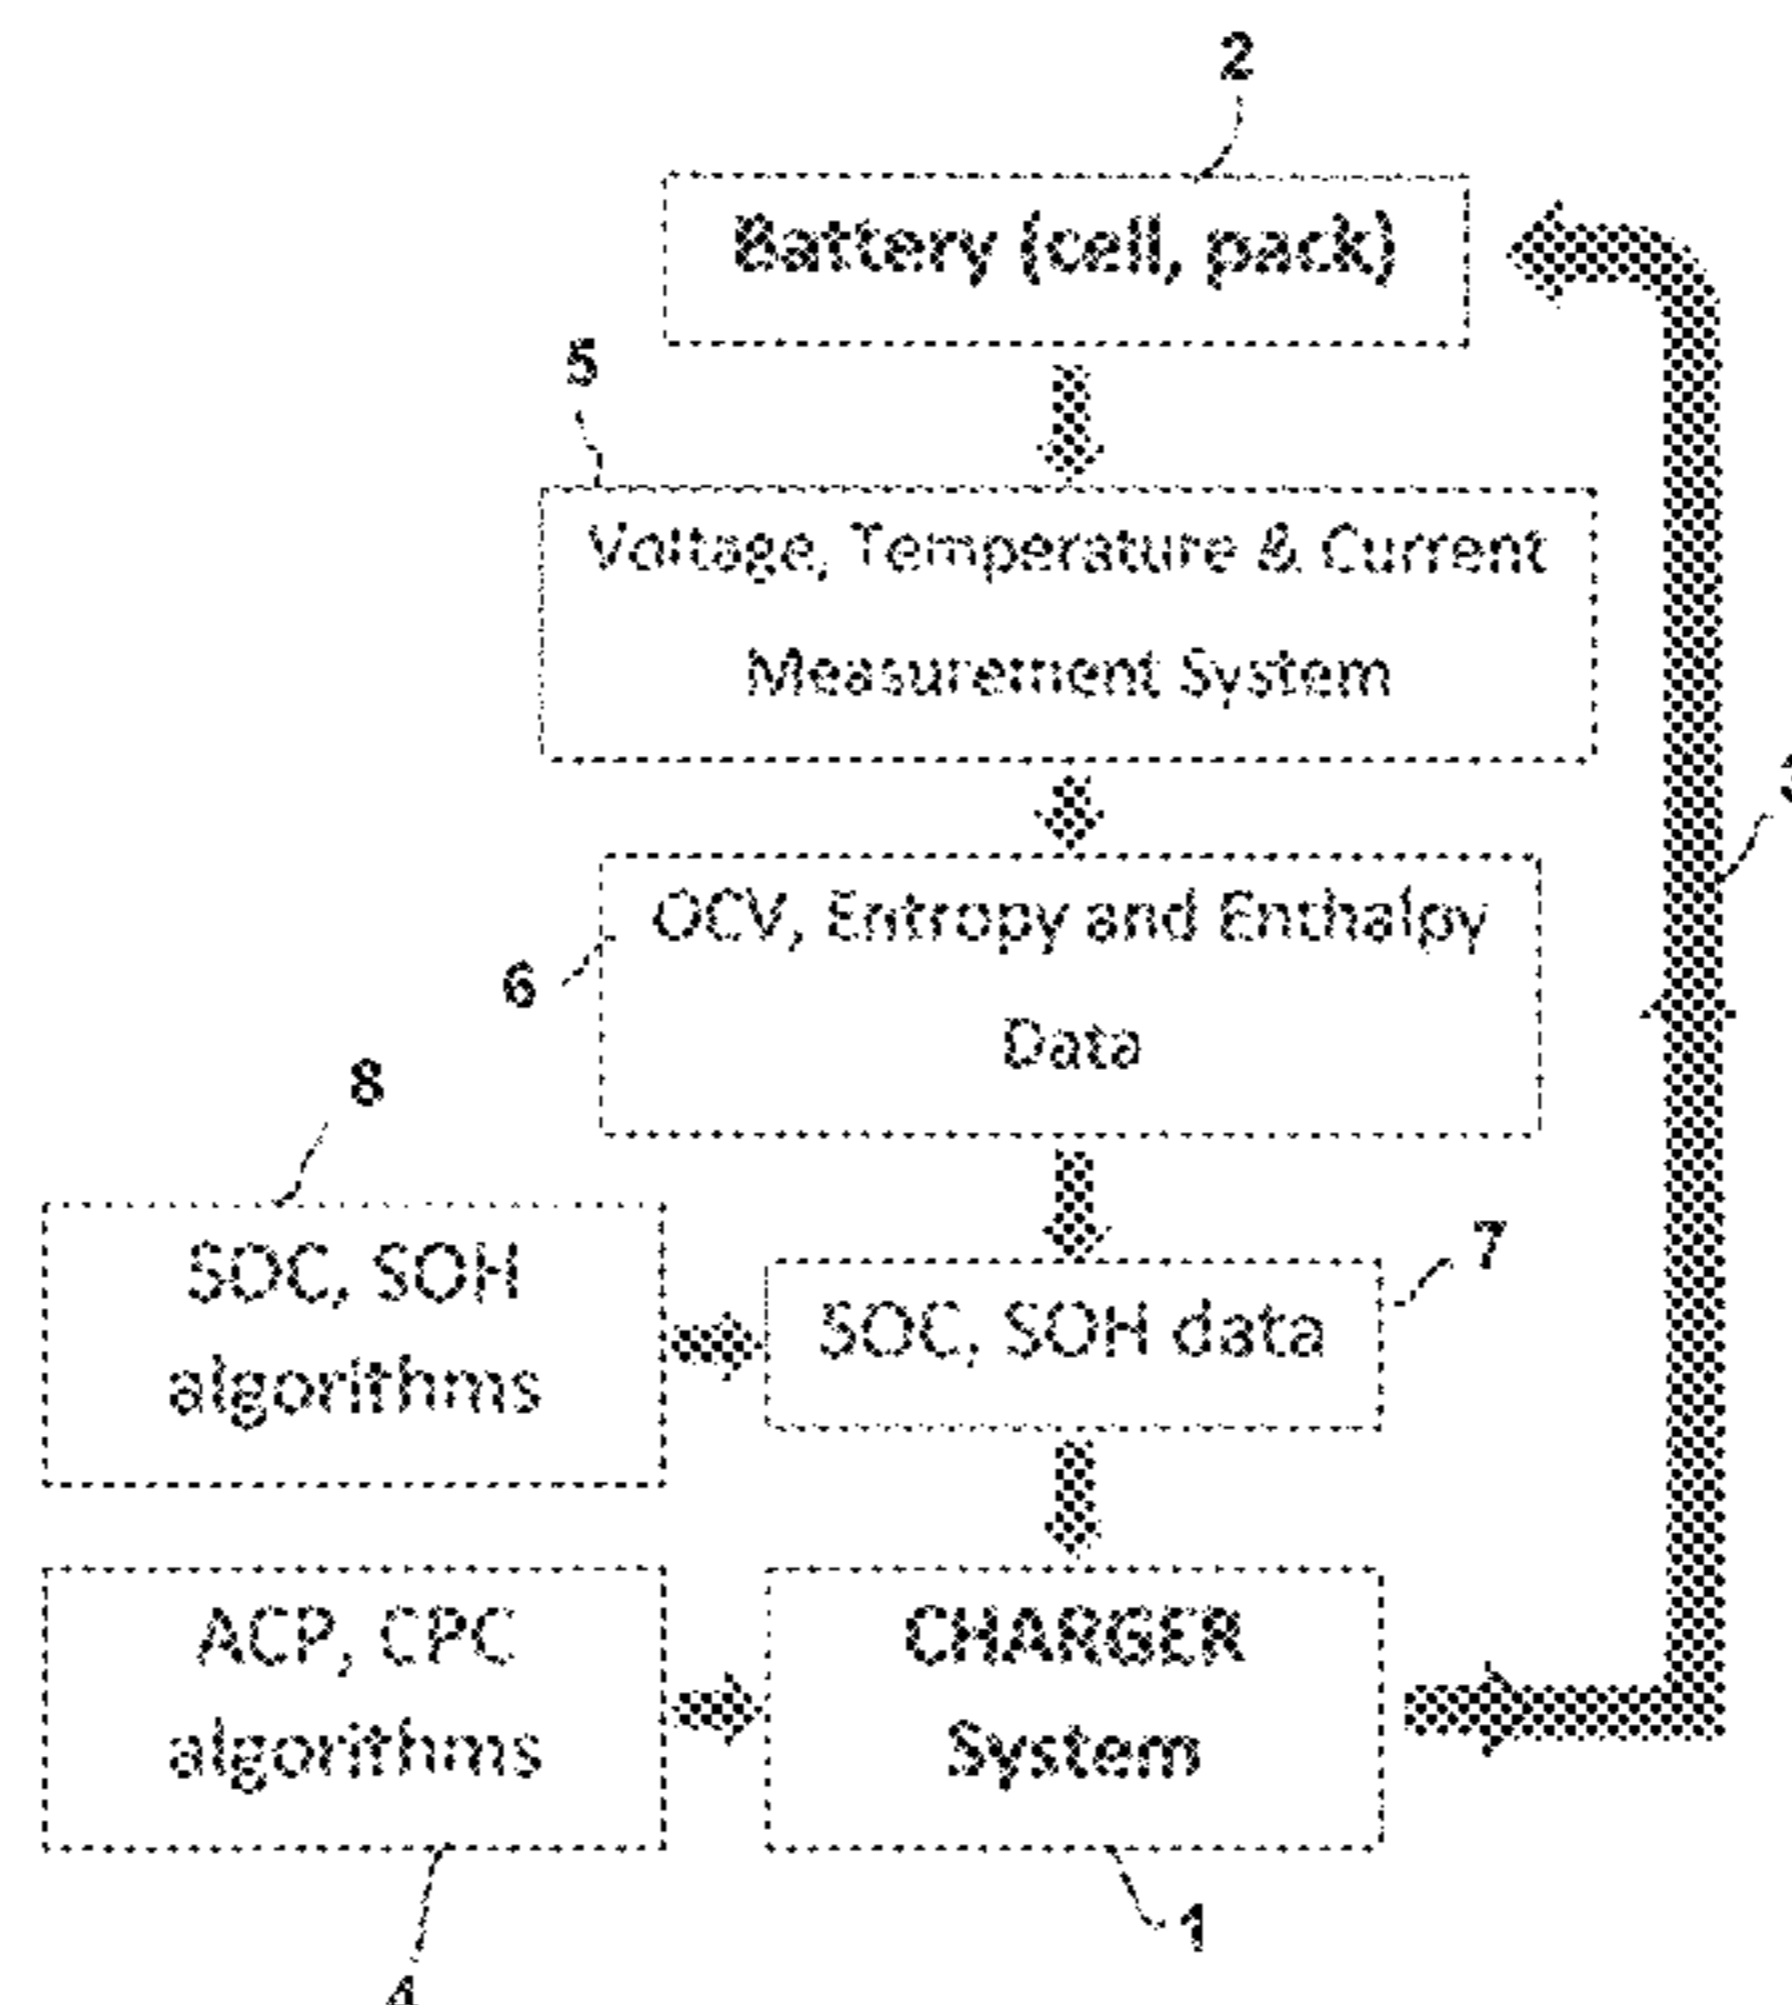 2
Battery (cell, pack)
5
Voltage, Temperature & Current
Measurement System
OCV, Entropy and Enthalpy
6
Data
8
7
SOC, SOH
algorithms
SOC, SOH data
ACP, CPC
algorithms
CHARGER
System
1
4